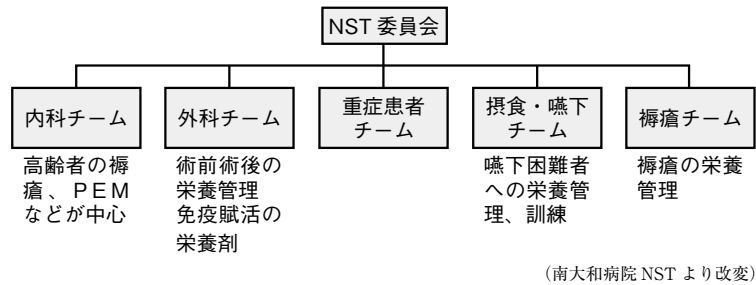 NST 委員会
内科チーム
外科チーム
重症患者
チーム
摂食・嚥下
チーム
褥瘡チーム
高齢者の褥
瘡、PEM
などが中心
術前術後の
栄養管理
免疫賦活の
栄養剤
嚥下困難者
への栄養管
理、訓練
褥瘡の栄養
管理
(南大和病院 NST より改変)